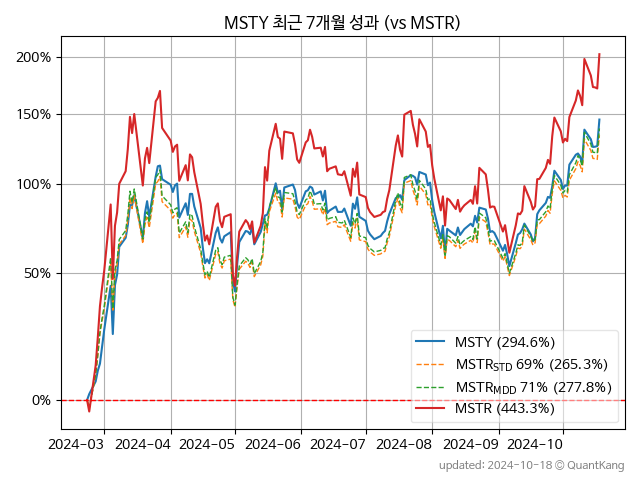 MSTY 최근 7개월 성과 (vs MSTR)
200%
150%
100%
50%
0%
MSTY (294.6%)
MSTR_STD 69% (265.3%)
MSTR_MDD 71% (277.8%)
MSTR (443.3%)
2024-03 2024-04 2024-05 2024-06 2024-07 2024-08 2024-09 2024-10
updated: 2024-10-18 © QuantKang